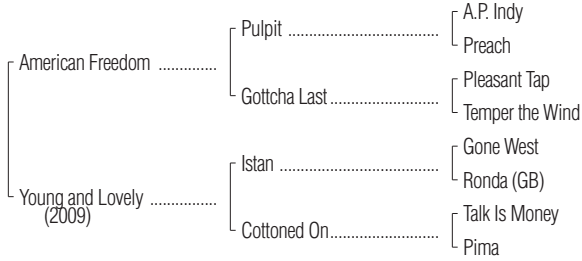 A.P. Indy
Pulpit ........................................
Preach
American Freedom ...............
Pleasant Tap
Gottcha Last.............................
Temper the Wind
Gone West
Istan ..........................................
Ronda (GB)
Young and Lovely .................
(2009)
Talk Is Money
Cottoned On.............................
Pima